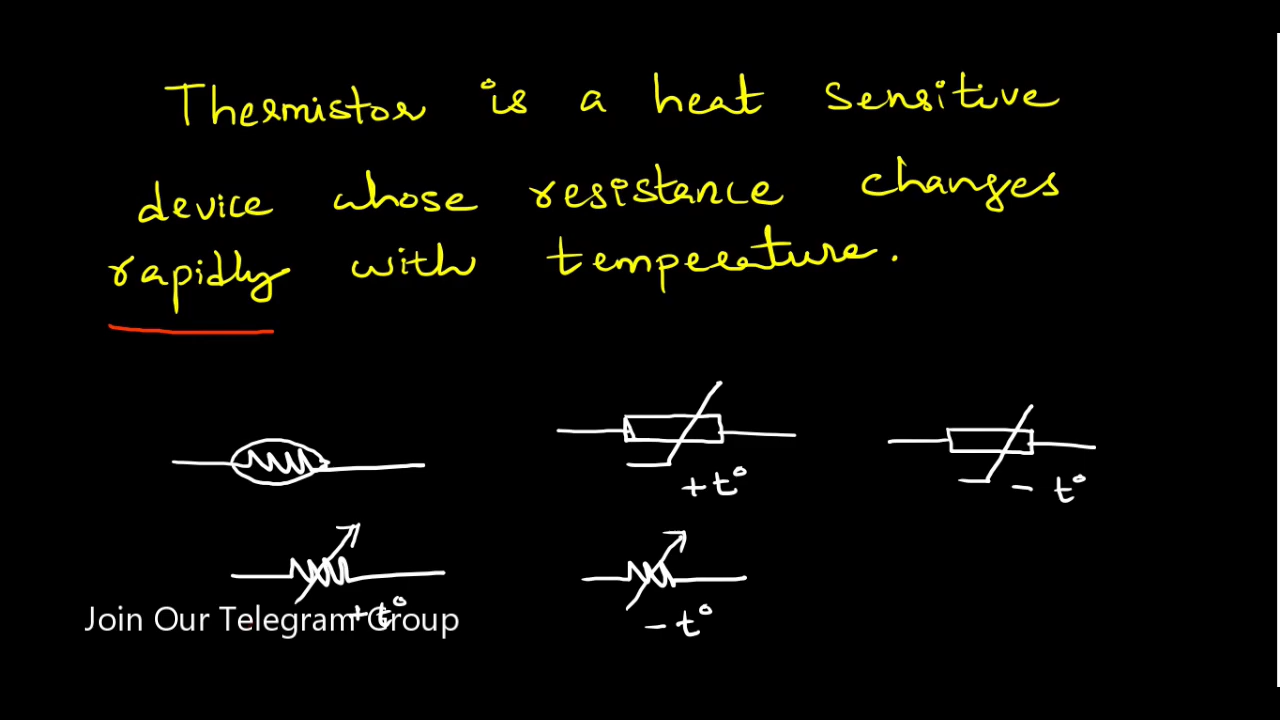 Thermistor is a heat sensitive
device whose resistance changes
rapidly with temperature.
+t°
- t°
+t°
- t°
Join Our Telegram Group